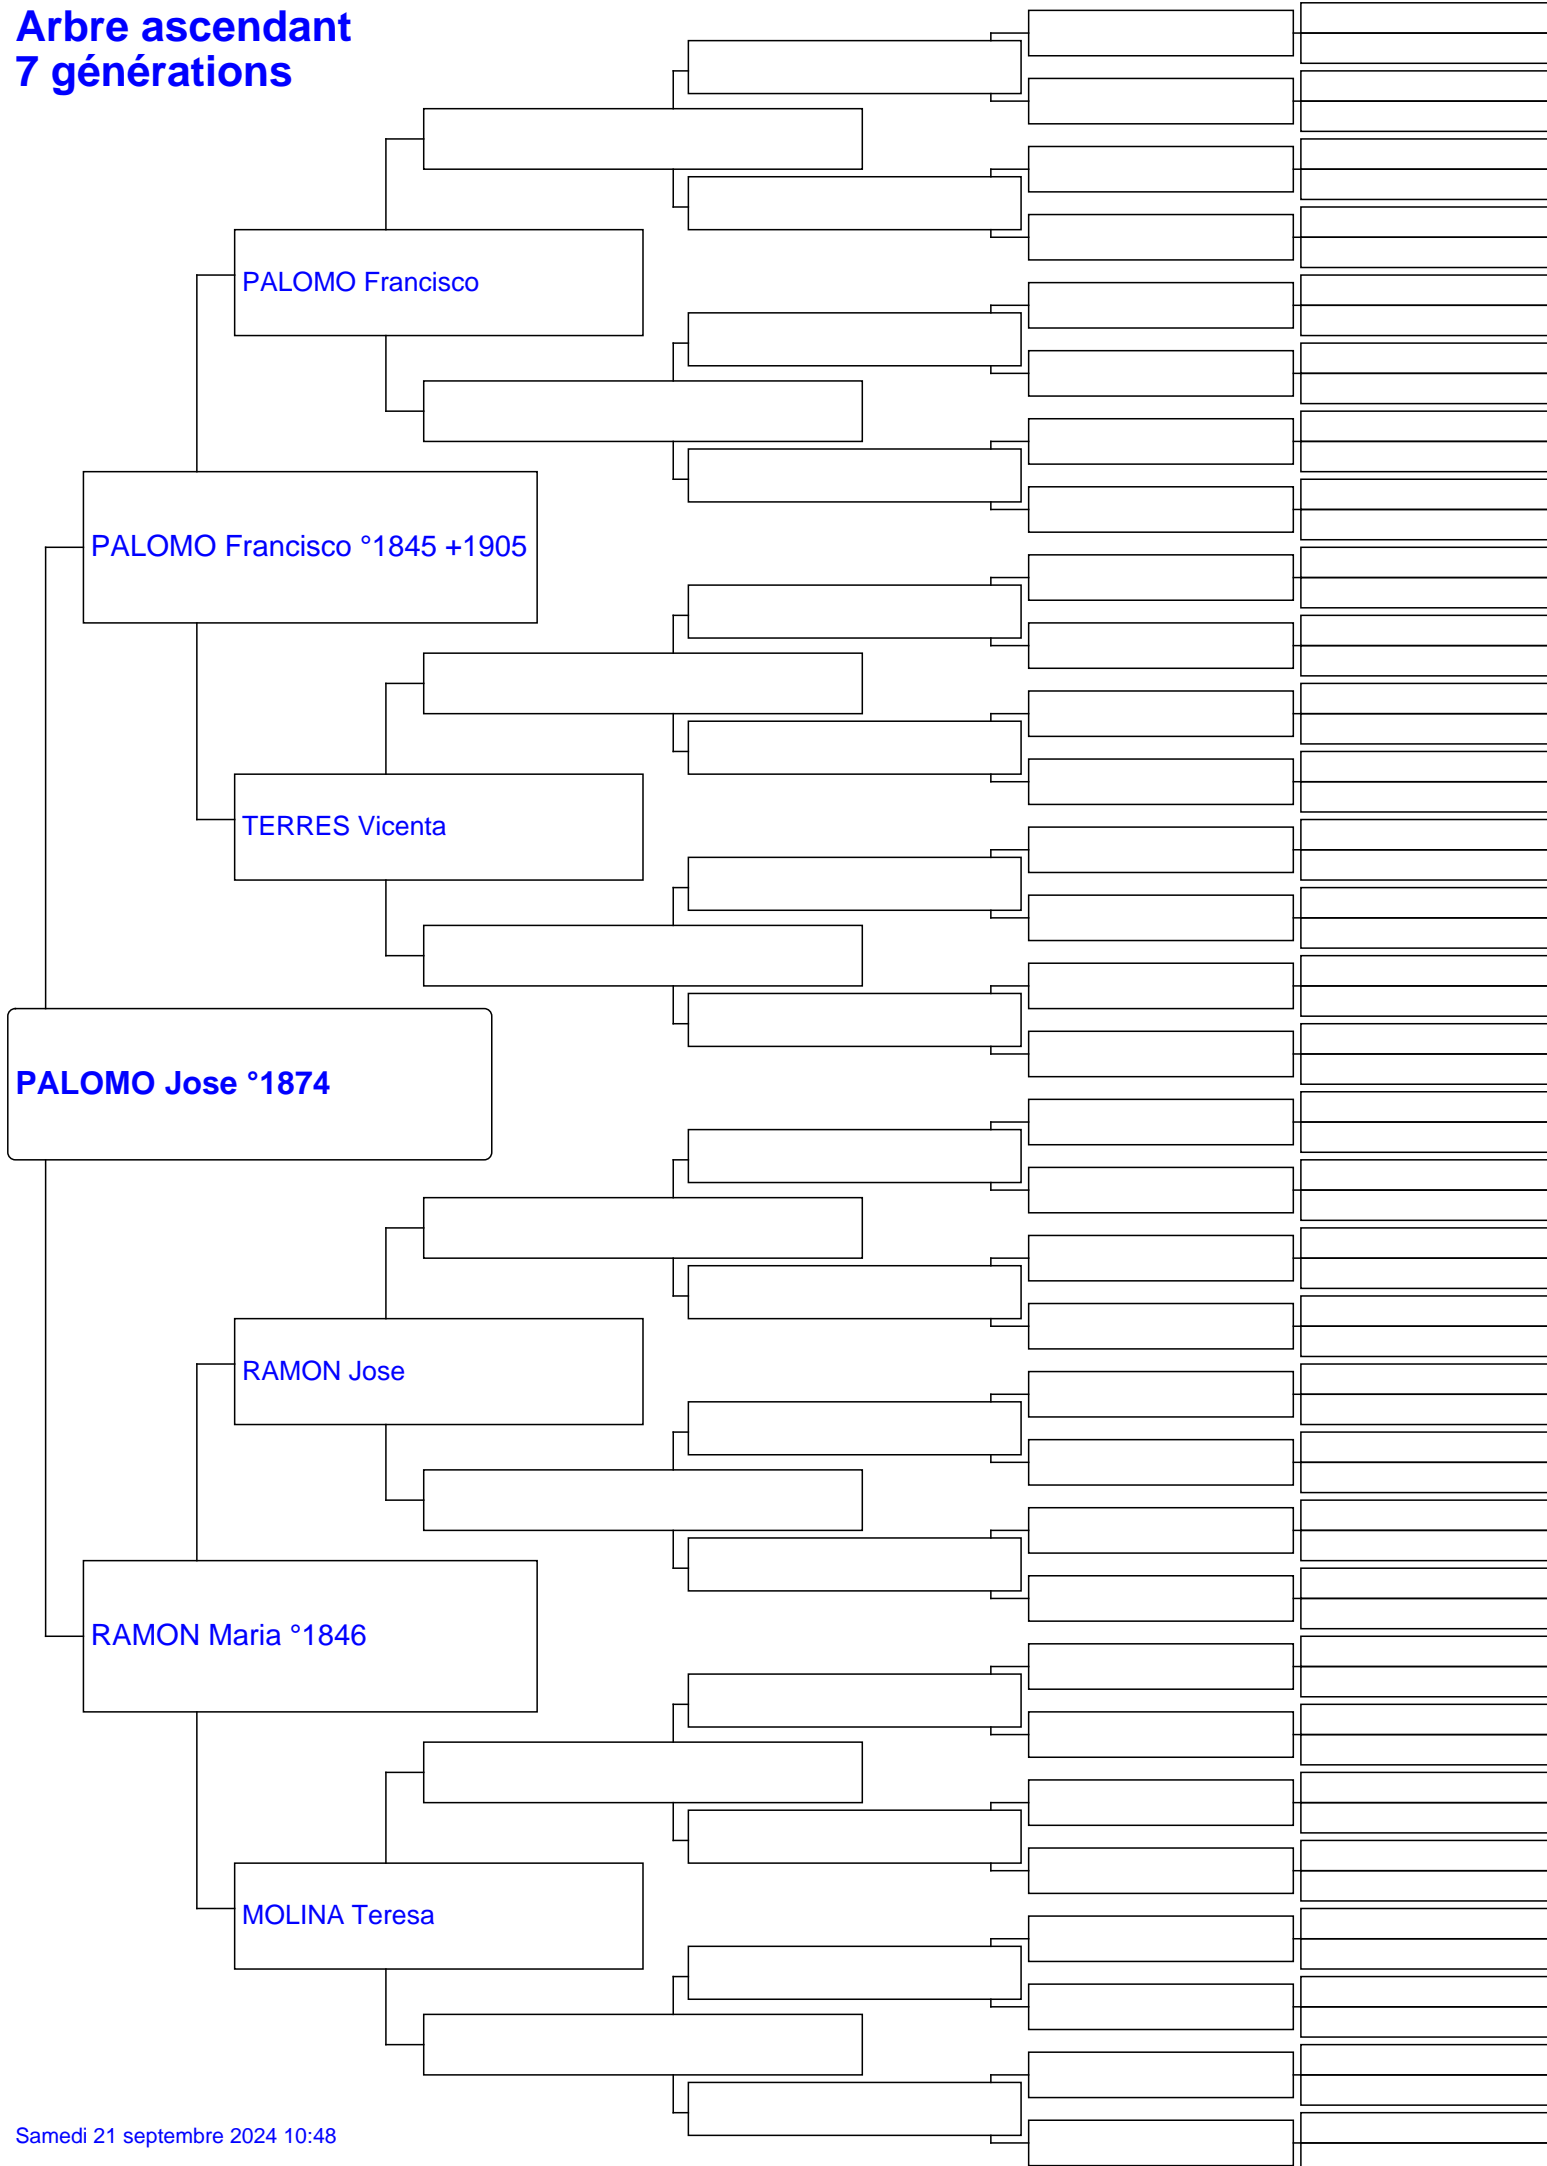 Arbre ascendant
7 générations
PALOMO Francisco
PALOMO Francisco °1845 +1905
TERRES Vicenta
PALOMO Jose °1874
RAMON Jose
RAMON Maria °1846
MOLINA Teresa
Samedi 21 septembre 2024 10:48